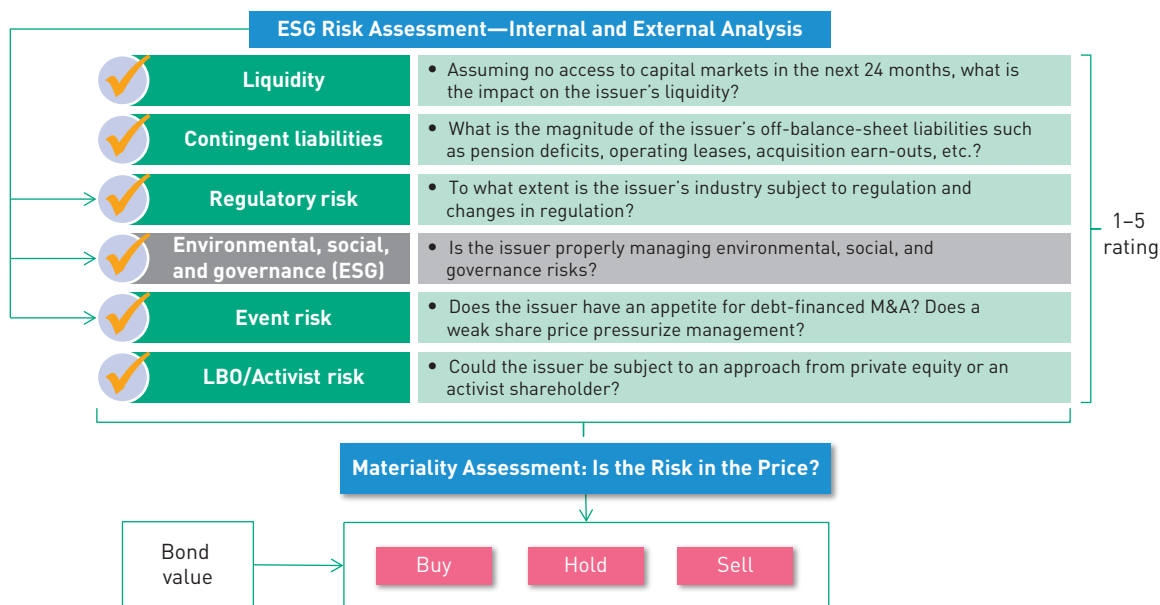 ESG Risk Assessment—Internal and External Analysis
Liquidity
• Assuming no access to capital markets in the next 24 months, what is
the impact on the issuer's liquidity?
Contingent liabilities
• What is the magnitude of the issuer's off-balance-sheet liabilities such
as pension deficits, operating leases, acquisition earn-outs, etc.?
Regulatory risk
• To what extent is the issuer's industry subject to regulation and
changes in regulation?
Environmental, social,
and governance (ESG)
• Is the issuer properly managing environmental, social, and
governance risks?
Event risk
• Does the issuer have an appetite for debt-financed M&A? Does a
weak share price pressurize management?
LBO/Activist risk
• Could the issuer be subject to an approach from private equity or an
activist shareholder?
1–5
rating
Materiality Assessment: Is the Risk in the Price?
Bond
value
Buy
Hold
Sell